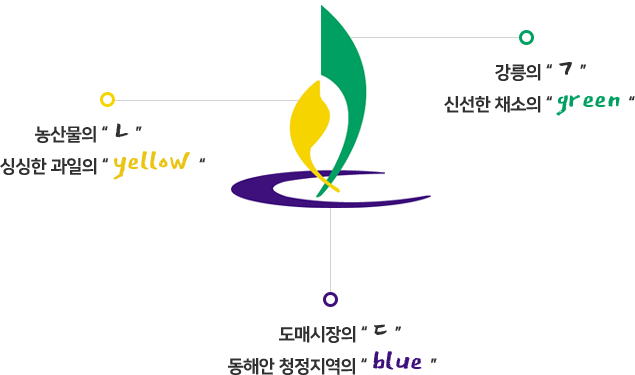 강릉의 “ ㄱ ”
신선한 채소의 “ green “
농산물의 “ ㄴ ”
싱싱한 과일의 “ yellow “
도매시장의 “ ㄷ ”
동해안 청정지역의 “ blue ”